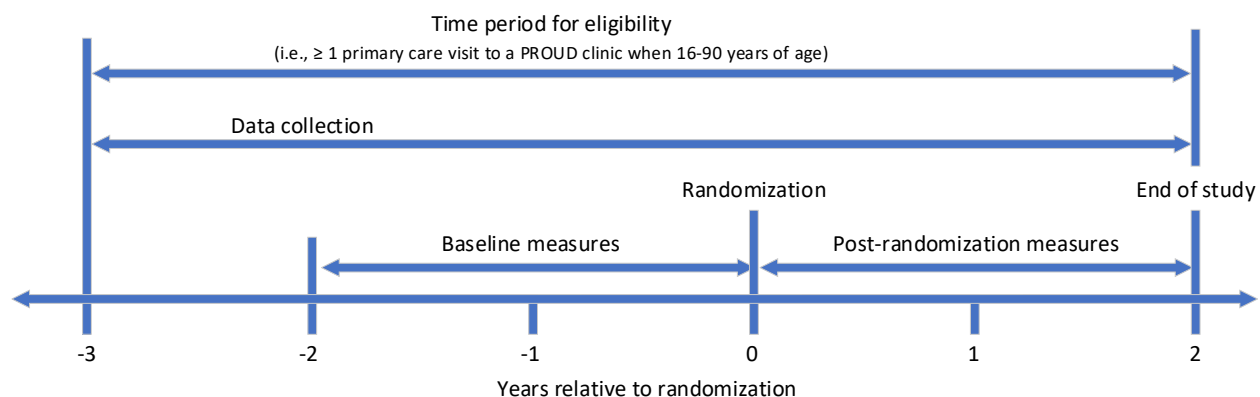 Time period for eligibility
(i.e., ≥ 1 primary care visit to a PROUD clinic when 16-90 years of age)
Data collection
Randomization
End of study
Baseline measures
Post-randomization measures
-3
-2
-1
0
1
2
Years relative to randomization